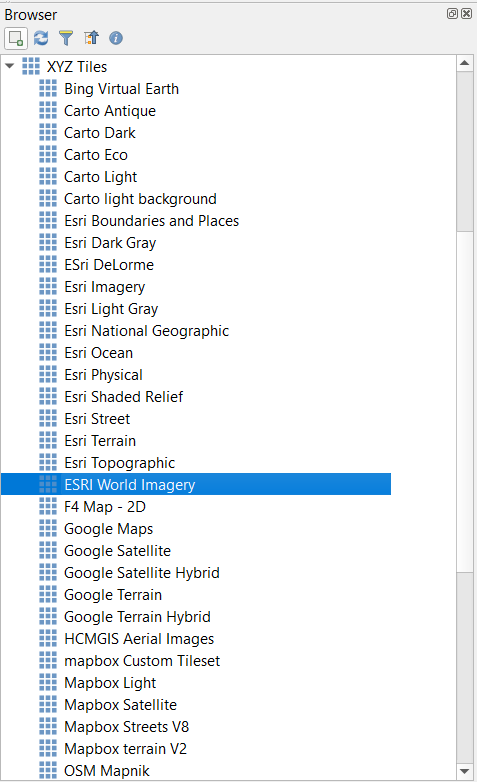 Browser
XYZ Tiles
Bing Virtual Earth
Carto Antique
Carto Dark
Carto Eco
Carto Light
Carto light background
Esri Boundaries and Places
Esri Dark Gray
ESri DeLorme
Esri Imagery
Esri Light Gray
Esri National Geographic
Esri Ocean
Esri Physical
Esri Shaded Relief
Esri Street
Esri Terrain
Esri Topographic
ESRI World Imagery
F4 Map - 2D
Google Maps
Google Satellite
Google Satellite Hybrid
Google Terrain
Google Terrain Hybrid
HCMGIS Aerial Images
mapbox Custom Tileset
Mapbox Light
Mapbox Satellite
Mapbox Streets V8
Mapbox terrain V2
OSM Mapnik